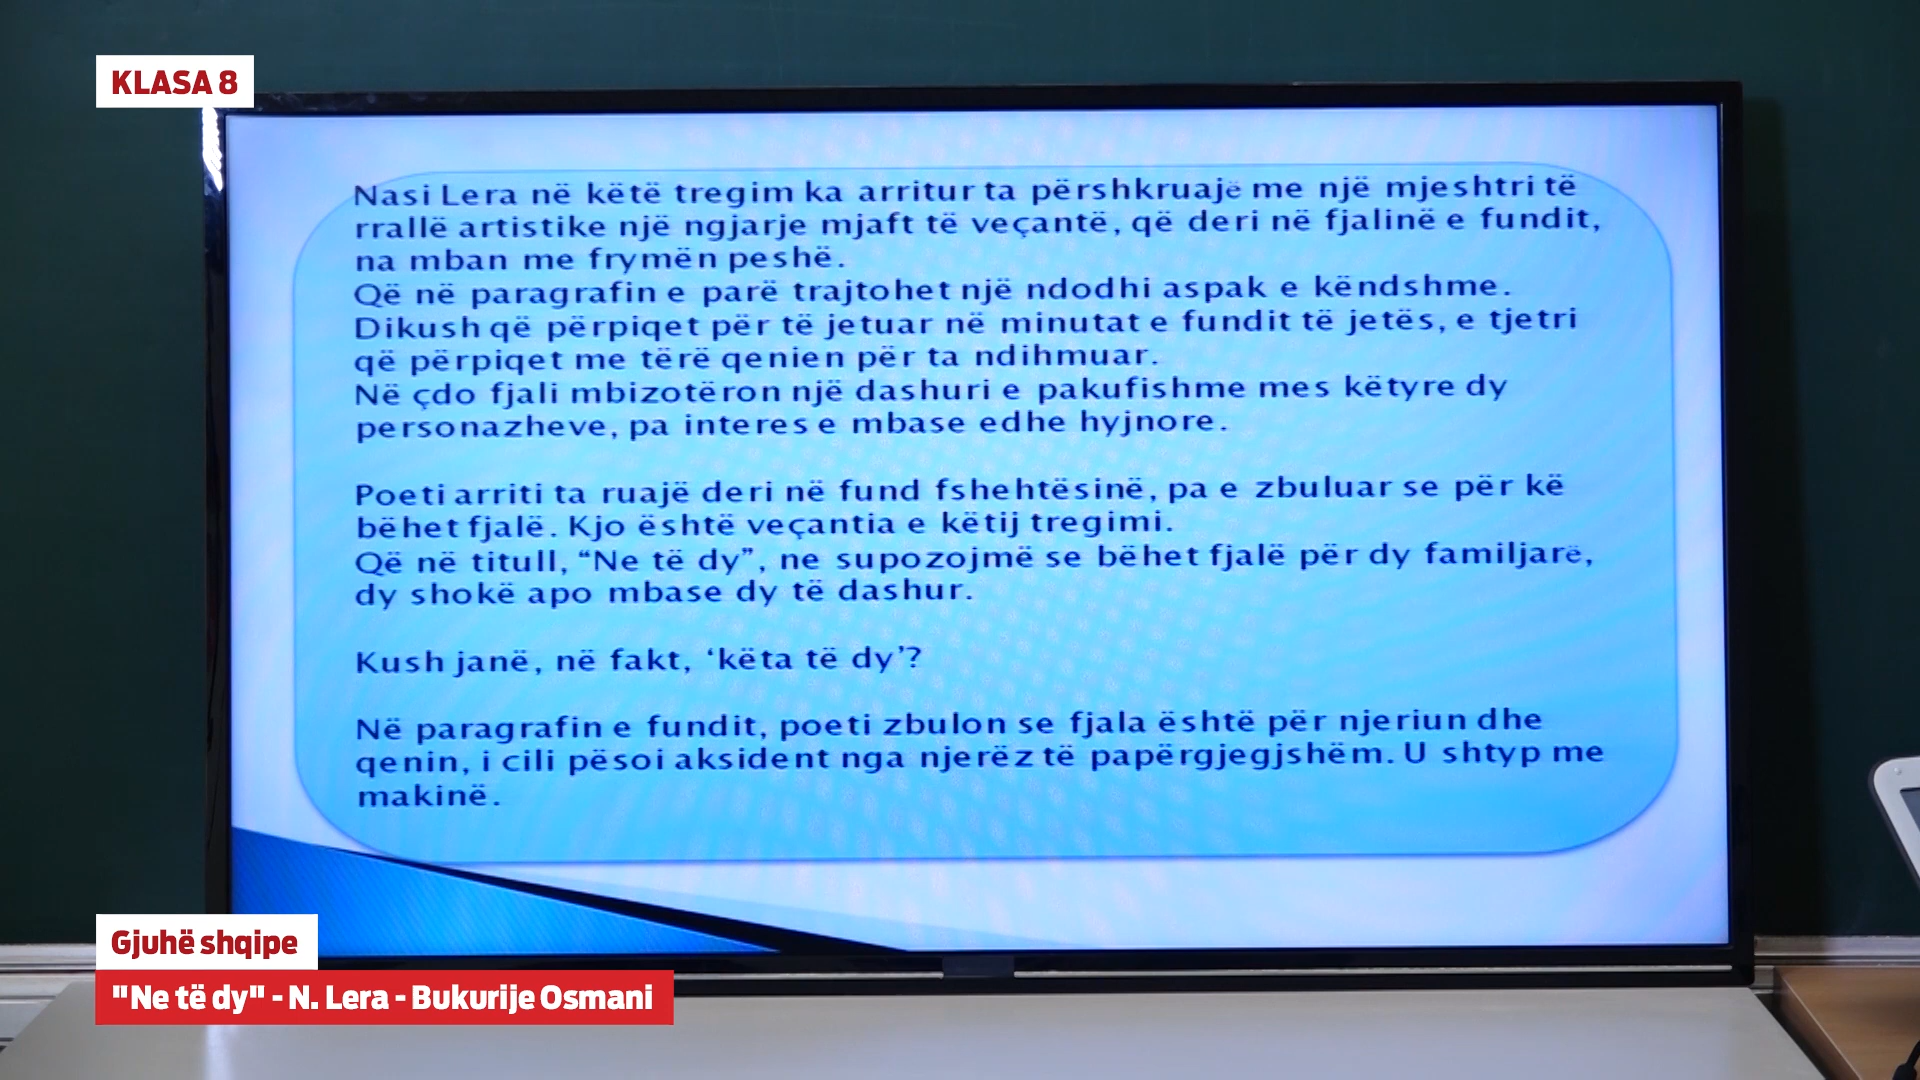 KLASA 8
Nasi Lera në këtë tregim ka arritur ta përshkruajë me një mjeshtri të
rrallë artistike një ngjarje mjaft të veçantë, që deri në fjalinë e fundit,
na mban me frymën peshë.
Që në paragrafin e parë trajtohet një ndodhi aspak e këndshme.
Dikush që përpiqet për të jetuar në minutat e fundit të jetës, e tjetri
që përpiqet me tërë qenien për ta ndihmuar.
Në çdo fjali mbizotëron një dashuri e pakufishme mes këtyre dy
personazheve, pa interes e mbase edhe hyjnore.
Poeti arriti ta ruajë deri në fund fshehtësinë, pa e zbuluar se për kë
bëhet fjalë. Kjo është veçantia e këtij tregimi.
Që në titull, “Ne të dy”, ne supozojmë se bëhet fjalë për dy familjarë,
dy shokë apo mbase dy të dashur.
Kush janë, në fakt, ‘këta të dy’?
Në paragrafin e fundit, poeti zbulon se fjala është për njeriun dhe
qenin, i cili pësoi aksident nga njerëz të papërgjegjshëm. U shtyp me
makinë.
Gjuhë shqipe
"Ne të dy" - N. Lera - Bukurije Osmani